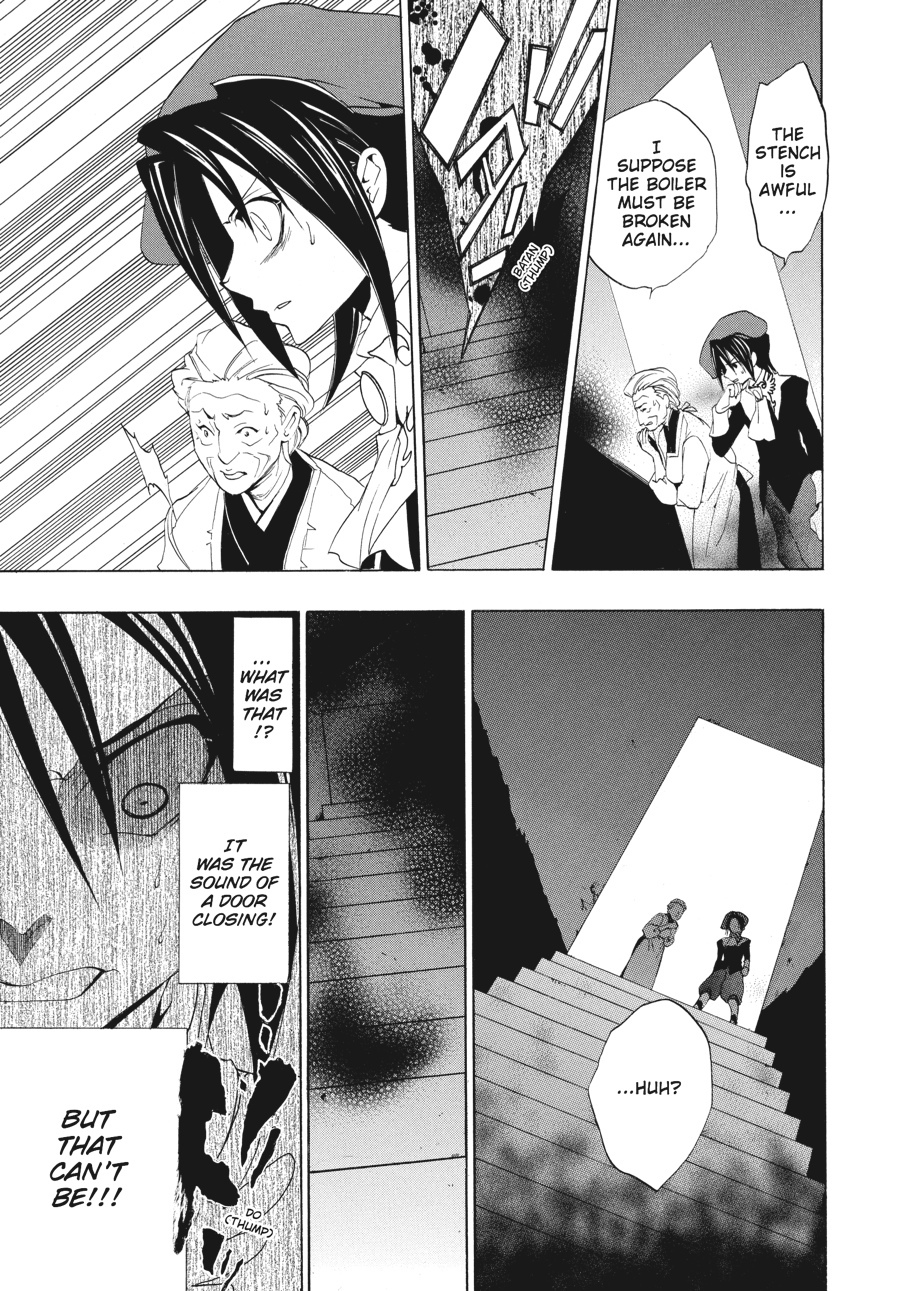 THE
STENCH
IS
AWFUL
...
I
SUPPOSE
THE BOILER
MUST BE
BROKEN
AGAIN...
BATAN
(THUMP)
...HUH?
...
WHAT
WAS
THAT
!?
IT
WAS THE
SOUND OF
A DOOR
CLOSING!
DO
(THUMP)
BUT
THAT
CAN'T
BE!!!